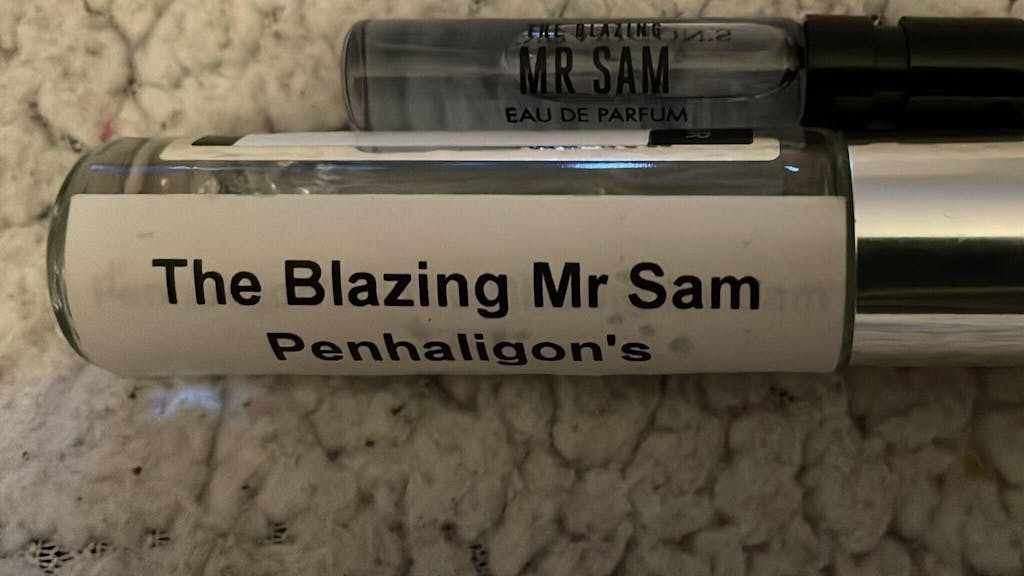 THE BLAZING
MR SAM
EAU DE PARFUM
The Blazing Mr Sam
Penhaligon's